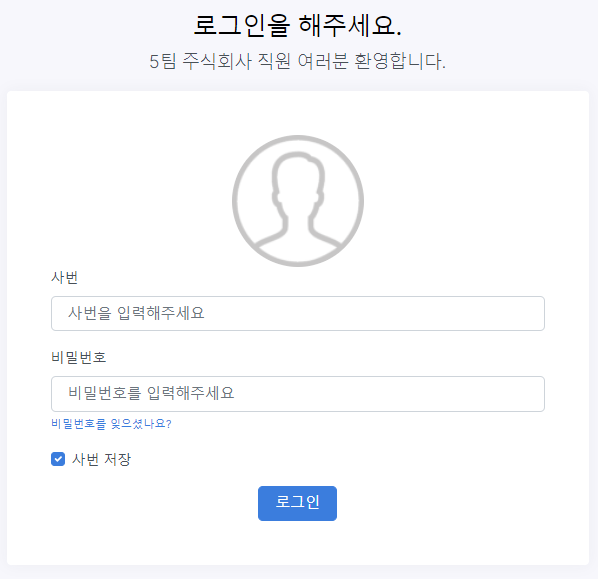 로그인을 해주세요.
5팀 주식회사 직원 여러분 환영합니다.
사번
사번을 입력해주세요
비밀번호
비밀번호를 입력해주세요
비밀번호를 잊으셨나요?
사번 저장
로그인